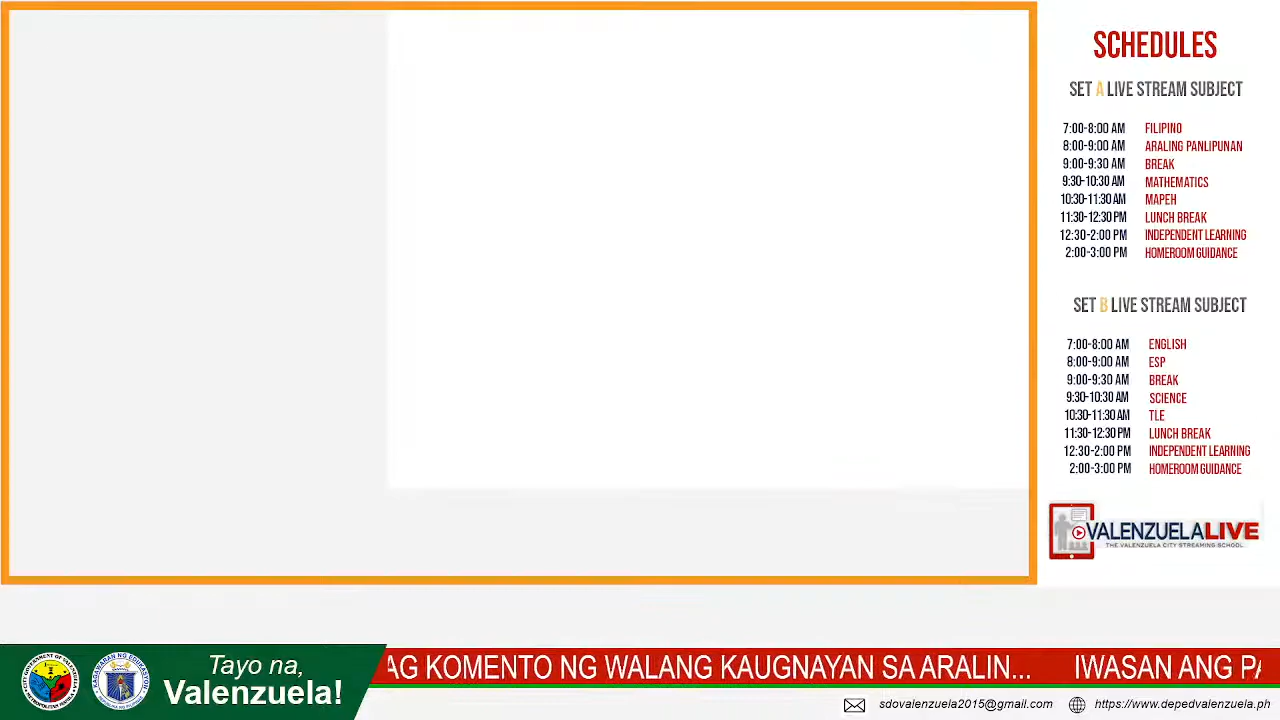 SCHEDULES
SET A LIVE STREAM SUBJECT
7:00-8:00 AM FILIPINO
8:00-9:00 AM ARALING PANLIPUNAN
9:00-9:30 AM BREAK
9:30-10:30 AM MATHEMATICS
10:30-11:30 AM MAPEH
11:30-12:30 PM LUNCH BREAK
12:30-2:00 PM INDEPENDENT LEARNING
2:00-3:00 PM HOMEROOM GUIDANCE
SET B LIVE STREAM SUBJECT
7:00-8:00 AM ENGLISH
8:00-9:00 AM ESP
9:00-9:30 AM BREAK
9:30-10:30 AM SCIENCE
10:30-11:30 AM TLE
11:30-12:30 PM LUNCH BREAK
12:30-2:00 PM INDEPENDENT LEARNING
2:00-3:00 PM HOMEROOM GUIDANCE
VALENZUELALIVE
THE VALENZUELA CITY STREAMING SCHOOL
Tayo na,
Valenzuela!
AG KOMENTO NG WALANG KAUGNAYAN SA ARALIN... IWASAN ANG PA
sdovalenzuela2015@gmail.com https://www.depedvalenzuela.ph